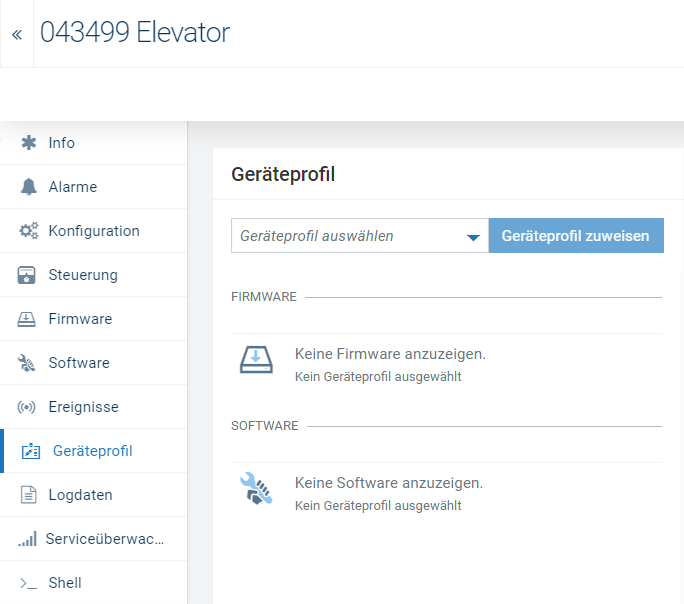 « 043499 Elevator
Info
Alarme
Konfiguration
Steuerung
Firmware
Software
Ereignisse
Geräteprofil
Logdaten
Serviceüberwac...
Shell
Geräteprofil
Geräteprofil auswählen
Geräteprofil zuweisen
FIRMWARE
Keine Firmware anzuzeigen.
Kein Geräteprofil ausgewählt
SOFTWARE
Keine Software anzuzeigen.
Kein Geräteprofil ausgewählt